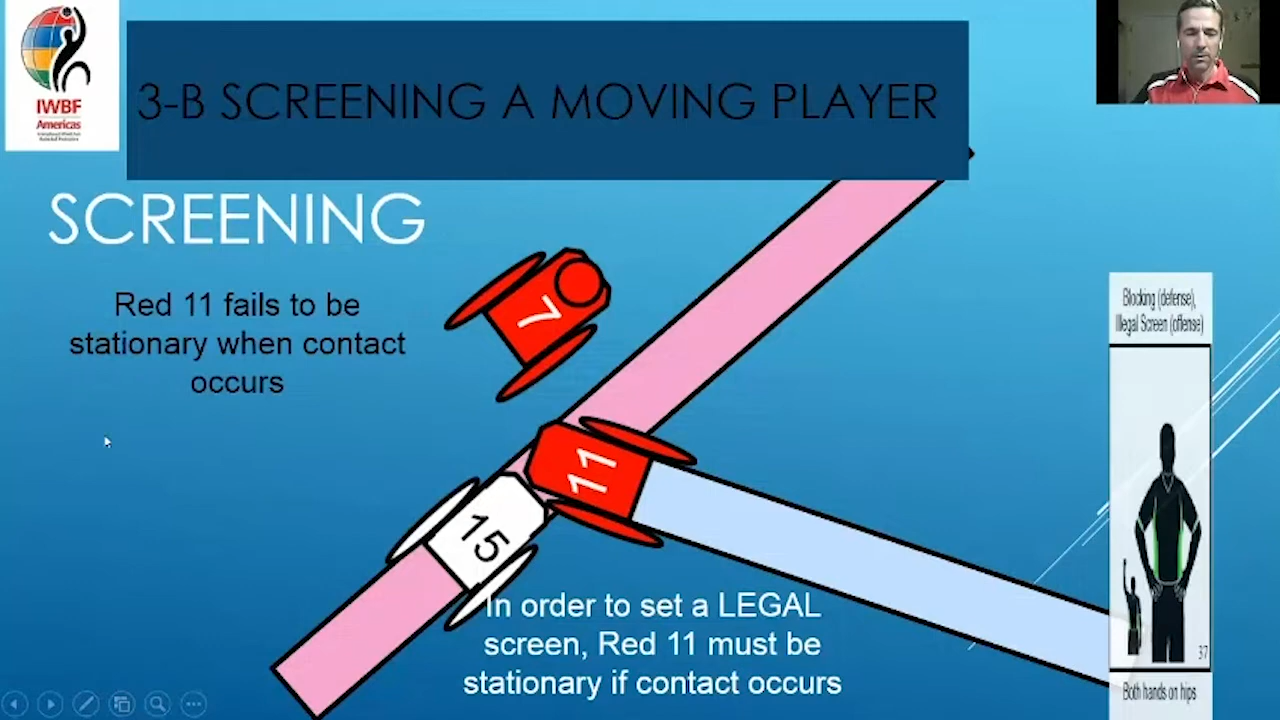 IWBF
Americas
3-B SCREENING A MOVING PLAYER
SCREENING
Red 11 fails to be
stationary when contact
occurs
7
11
15
In order to set a LEGAL
screen, Red 11 must be
stationary if contact occurs
Blocking (defense),
Illegal Screen (offense)
37
Both hands on hips